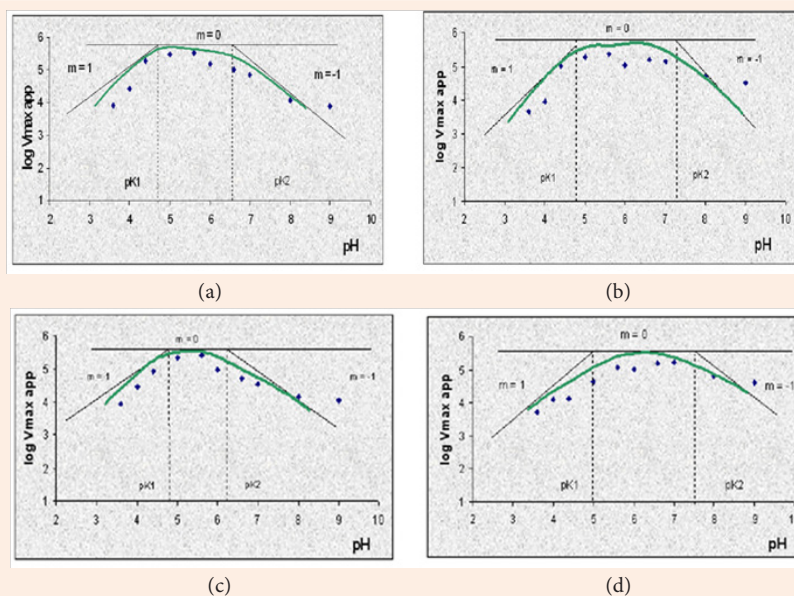 log Vmax app
6
5
4
3
2
1
m = 1
m = 0
m = -1
pK1
pK2
2 3 4 5 6 7 8 9 10
pH
(a)
log Vmax app
6
5
4
3
2
1
m = 1
m = 0
m = -1
pK1
pK2
2 3 4 5 6 7 8 9 10
pH
(b)
log Vmax app
6
5
4
3
2
1
m = 1
m = 0
m = -1
pK1
pK2
2 3 4 5 6 7 8 9 10
pH
(c)
log Vmax app
6
5
4
3
2
1
m = 1
m = 0
m = -1
pK1
pK2
2 3 4 5 6 7 8 9
pH
(d)